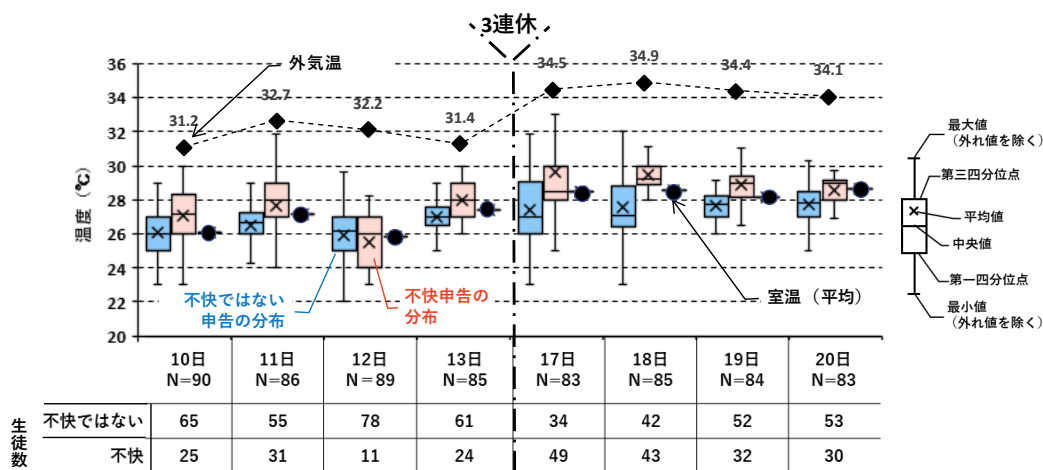 3連休
外気温
31.2
32.7
32.2
31.4
34.5
34.9
34.4
34.1
温度（℃）
36
34
32
30
28
26
24
22
20
不快ではない
申告の分布
不快申告の
分布
室温（平均）
最大値
（外れ値を除く）
第三四分位点
平均値
中央値
第一四分位点
最小値
（外れ値を除く）
10日 11日 12日 13日 17日 18日 19日 20日
N=90 N=86 N=89 N=85 N=83 N=85 N=84 N=83
生徒数
不快ではない 65 55 78 61 34 42 52 53
不快 25 31 11 24 49 43 32 30